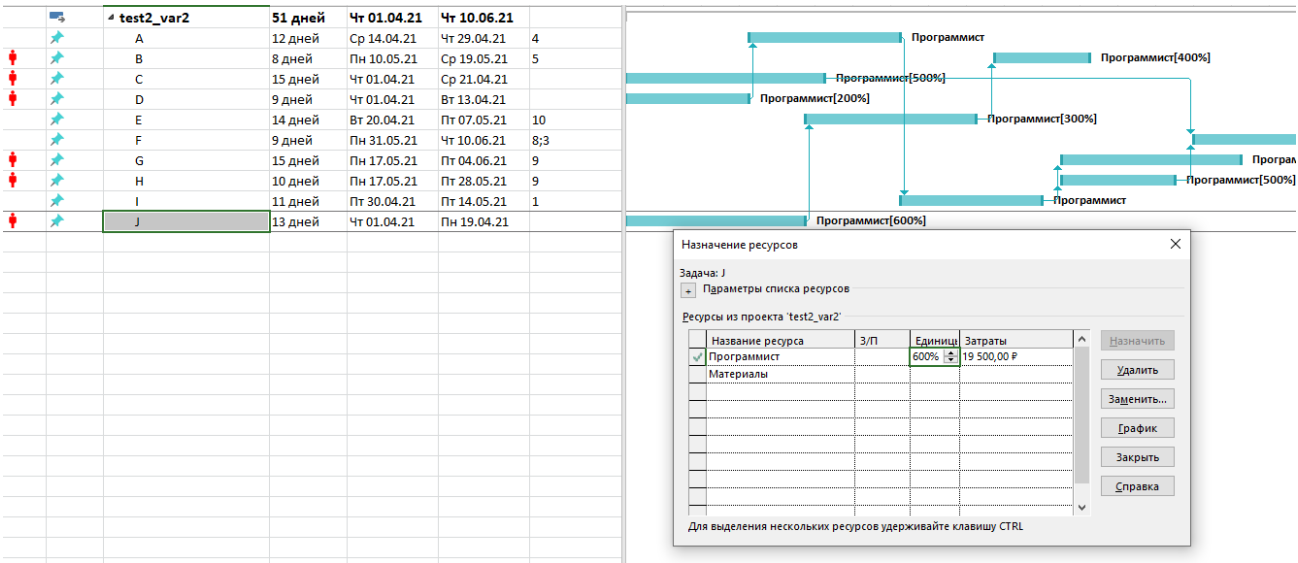 test2_var2 51 дней Чт 01.04.21 Чт 10.06.21
A 12 дней Ср 14.04.21 Чт 29.04.21 4 Программист
B 8 дней Пн 10.05.21 Ср 19.05.21 5 Программист[400%]
C 15 дней Чт 01.04.21 Ср 21.04.21 Программист[500%]
D 9 дней Чт 01.04.21 Вт 13.04.21 Программист[200%]
E 14 дней Вт 20.04.21 Пт 07.05.21 10 Программист[300%]
F 9 дней Пн 31.05.21 Чт 10.06.21 8;3
G 15 дней Пн 17.05.21 Пт 04.06.21 9 Програм
H 10 дней Пн 17.05.21 Пт 28.05.21 9 Программист[500%]
I 11 дней Пт 30.04.21 Пт 14.05.21 1 Программист
J 13 дней Чт 01.04.21 Пн 19.04.21 Программист[600%]
Назначение ресурсов
Задача: J
+ Параметры списка ресурсов
Ресурсы из проекта 'test2_var2'
Название ресурса З/П Единицы Затраты
Программист 600% 19 500,00 ₽
Материалы
Назначить
Удалить
Заменить...
График
Закрыть
Справка
Для выделения нескольких ресурсов удерживайте клавишу CTRL